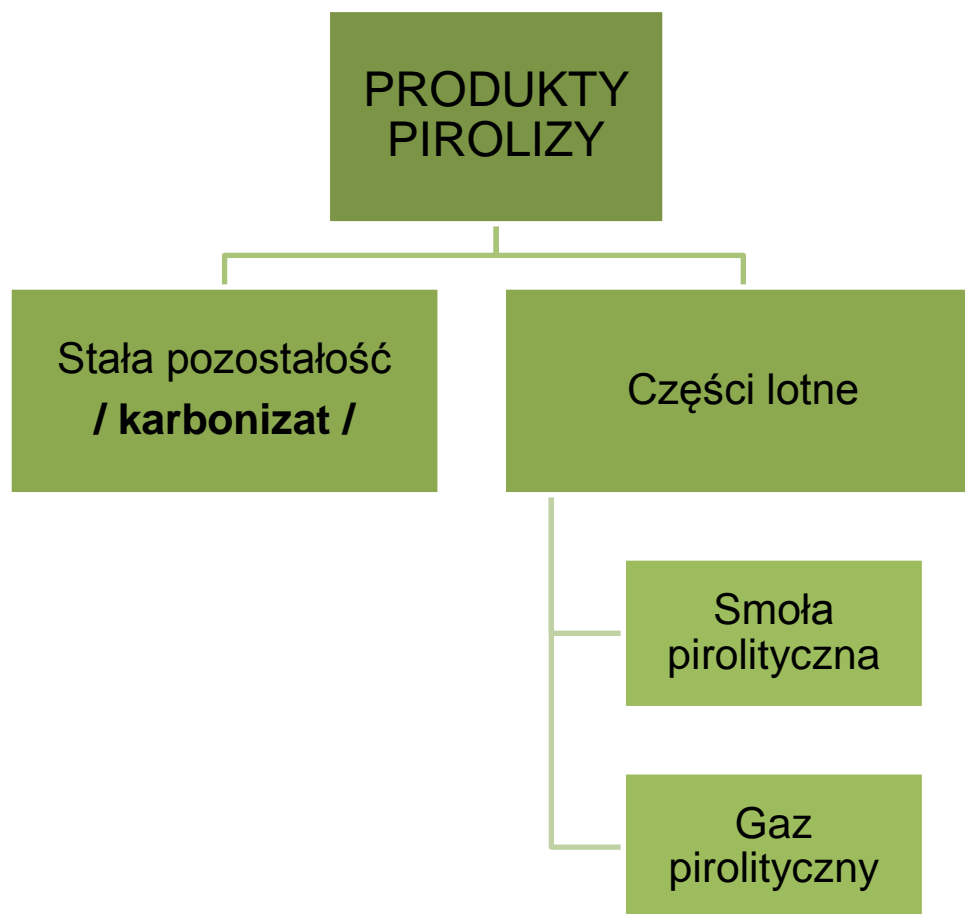 PRODUKTY
PIROLIZY
Stała pozostałość
/ karbonizat /
Części lotne
Smoła
pirolityczna
Gaz
pirolityczny